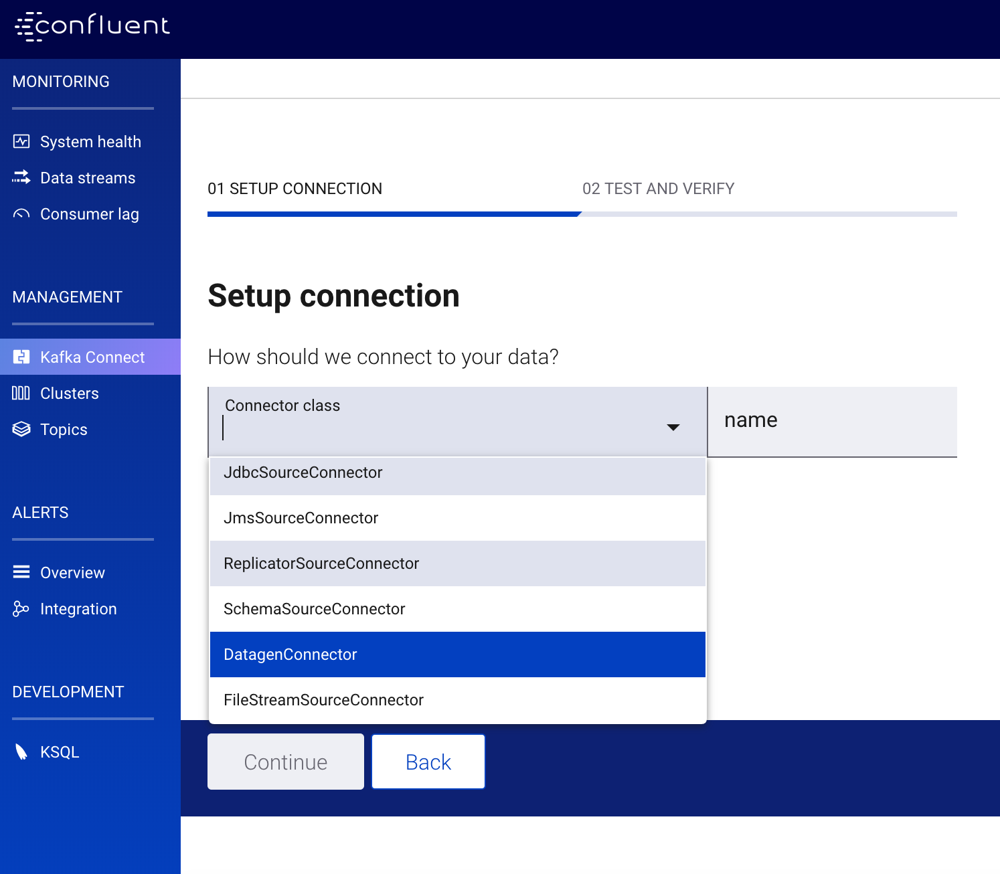 confluent
MONITORING
System health
Data streams
Consumer lag
MANAGEMENT
Kafka Connect
Clusters
Topics
ALERTS
Overview
Integration
DEVELOPMENT
KSQL
01 SETUP CONNECTION
02 TEST AND VERIFY
Setup connection
How should we connect to your data?
Connector class
name
JdbcSourceConnector
JmsSourceConnector
ReplicatorSourceConnector
SchemaSourceConnector
DatagenConnector
FileStreamSourceConnector
Continue
Back